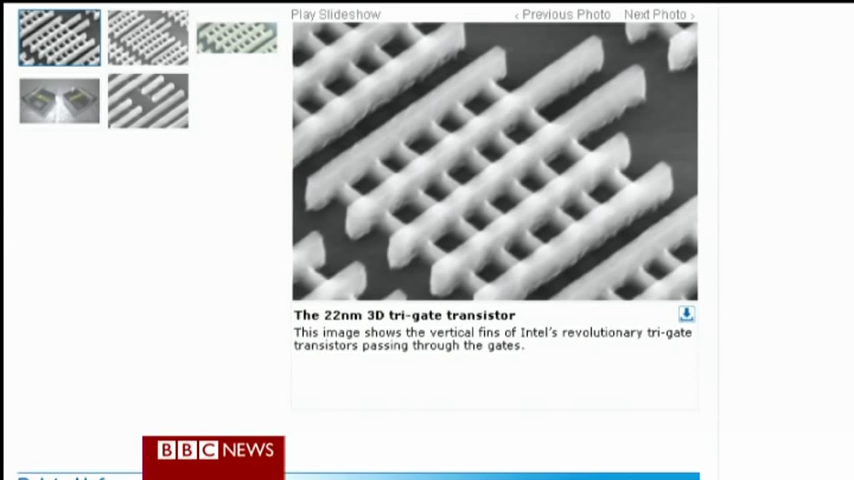 Play Slideshow
‹ Previous Photo Next Photo ›
The 22nm 3D tri-gate transistor
This image shows the vertical fins of Intel's revolutionary tri-gate
transistors passing through the gates.
BBC NEWS